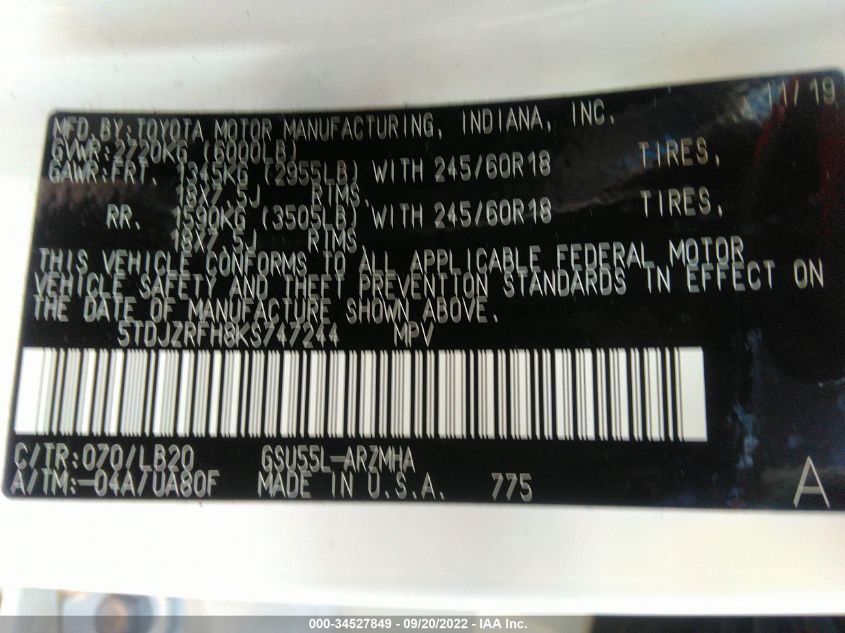 11/19
MFD.BY:TOYOTA MOTOR MANUFACTURING, INDIANA, INC.
GVWR:2720KG (6000LB)
GAWR:FRT. 1345KG (2955LB) WITH 245/60R18 TIRES,
18X7.5J RIMS,
RR. 1590KG (3505LB) WITH 245/60R18 TIRES,
18X7.5J RIMS,
THIS VEHICLE CONFORMS TO ALL APPLICABLE FEDERAL MOTOR
VEHICLE SAFETY AND THEFT PREVENTION STANDARDS IN EFFECT ON
THE DATE OF MANUFACTURE SHOWN ABOVE.
5TDJZRFH8KS747244 MPV
C/TR:070/LB20 GSU55L-ARZMHA
A/TM:-04A/UA80F MADE IN U.S.A. 775
A
000-34527849 - 09/20/2022 - IAA Inc.